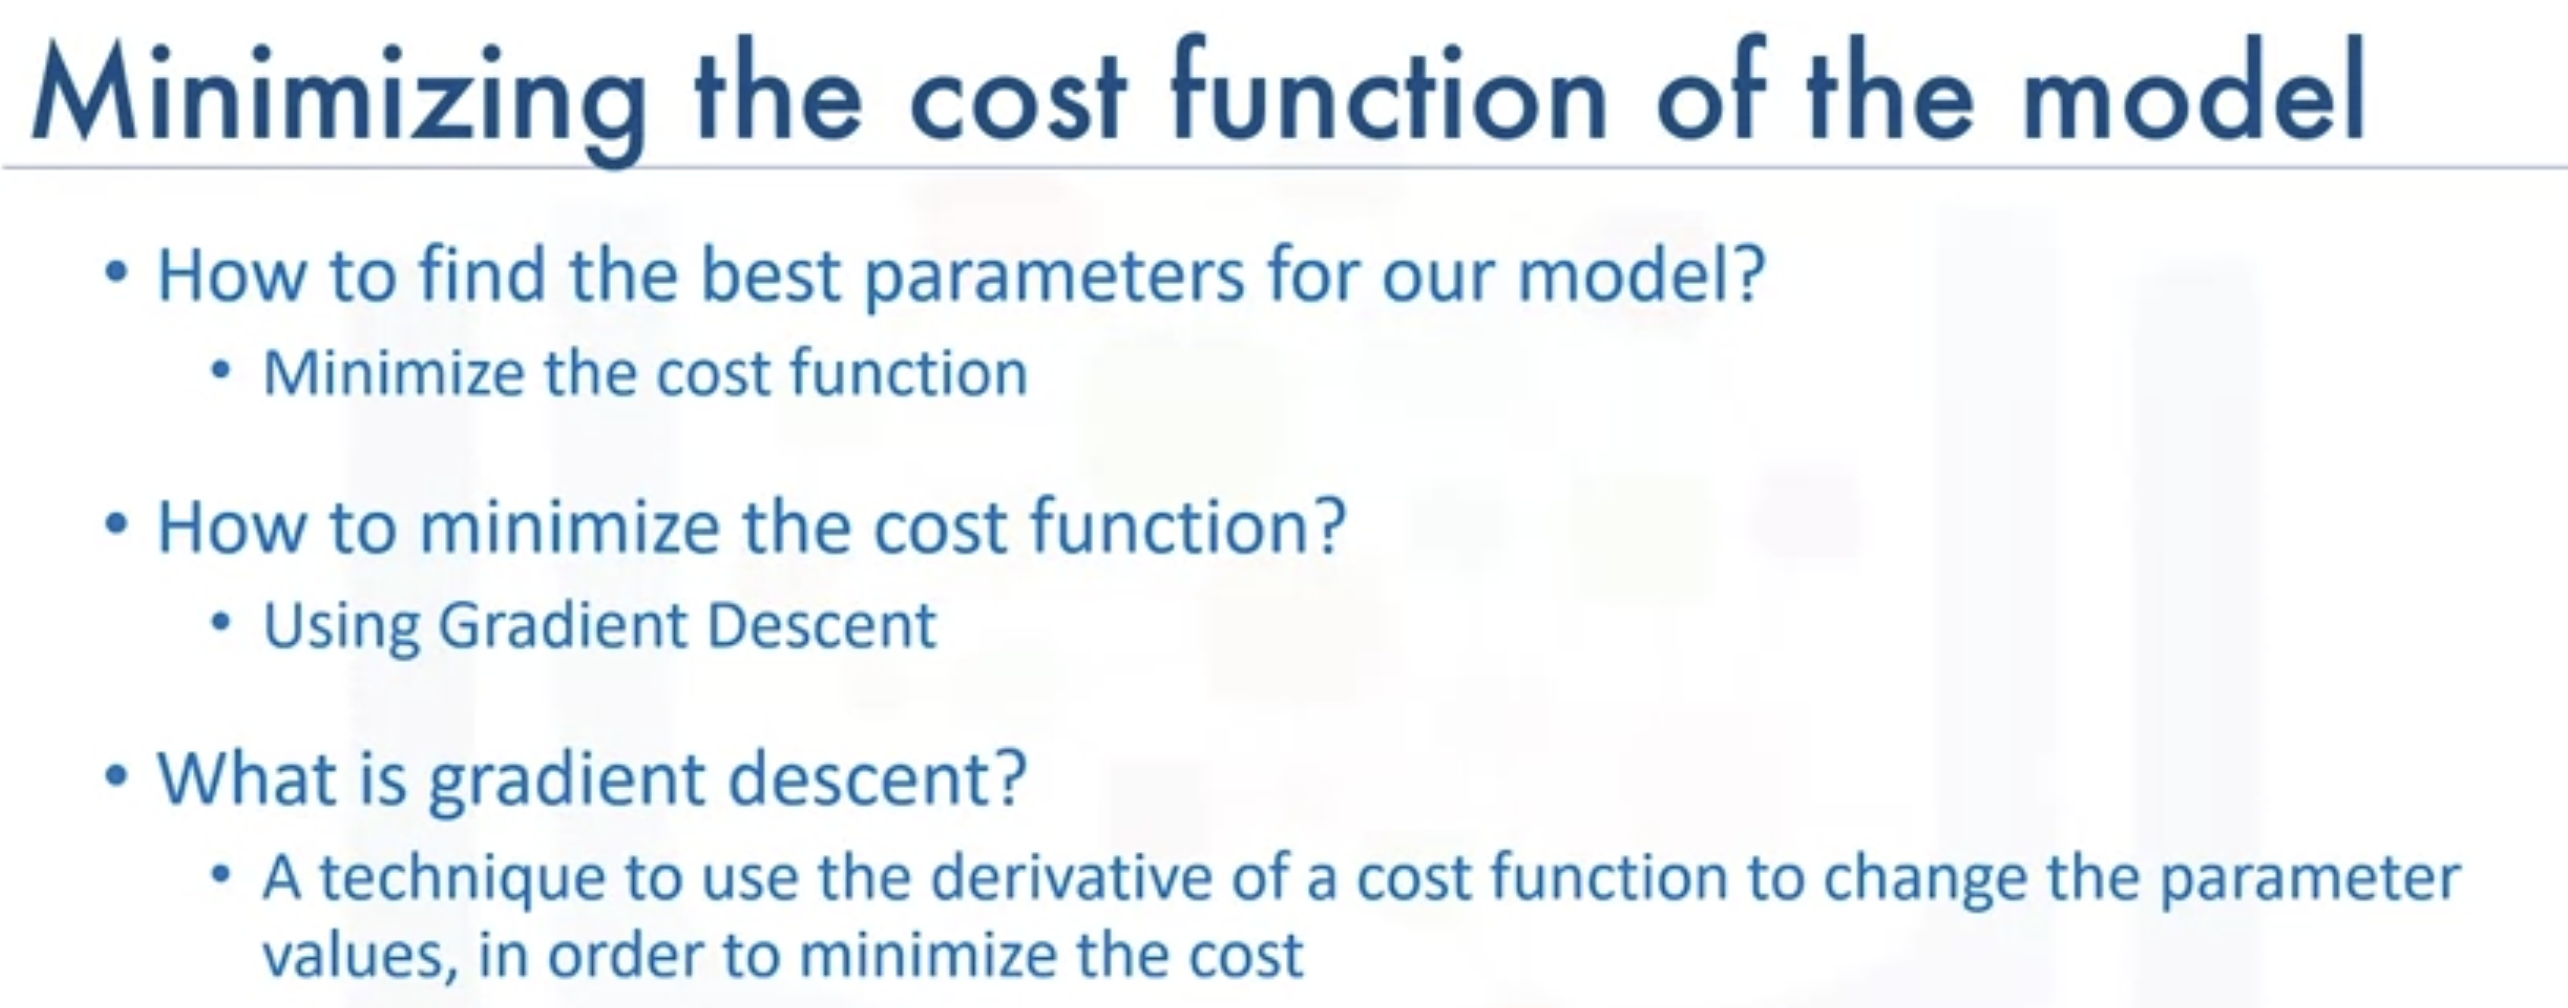 Minimizing the cost function of the model
• How to find the best parameters for our model?
• Minimize the cost function
• How to minimize the cost function?
• Using Gradient Descent
• What is gradient descent?
• A technique to use the derivative of a cost function to change the parameter
values, in order to minimize the cost